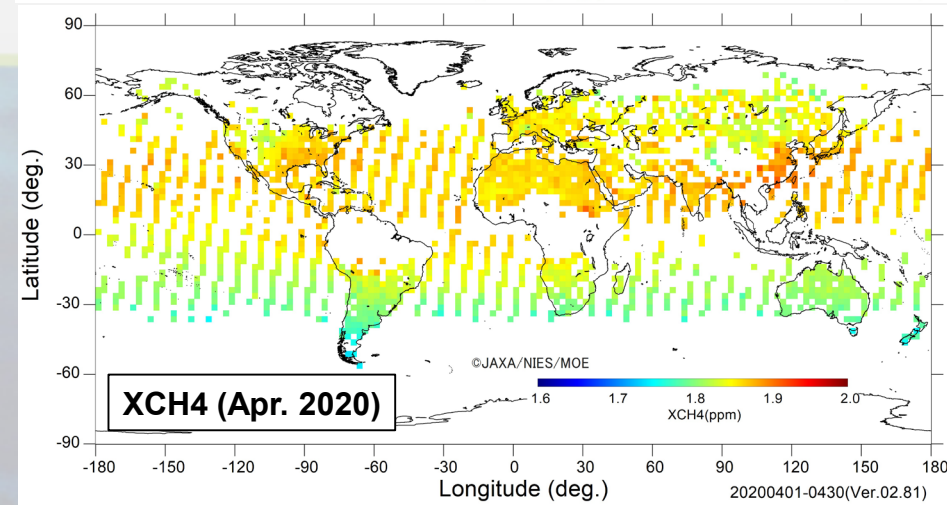 90
60
30
0
-30
-60
-90
Latitude (deg.)
©JAXA/NIES/MOE
XCH4 (Apr. 2020)
1.6 1.7 1.8 1.9 2.0
XCH4(ppm)
-180 -150 -120 -90 -60 -30 0 30 60 90 120 150 180
Longitude (deg.)
20200401-0430(Ver.02.81)